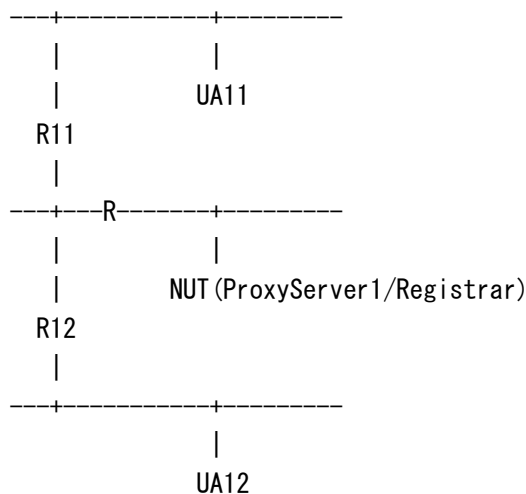 UA11
R11
R
NUT(ProxyServer1/Registrar)
R12
UA12